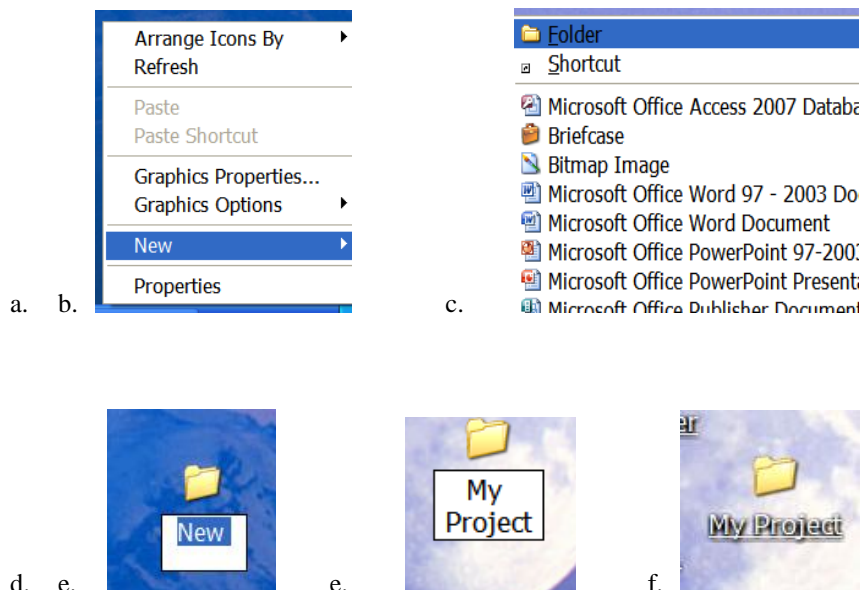 Arrange Icons By
Refresh
Paste
Paste Shortcut
Graphics Properties...
Graphics Options
New
Properties
a. b.
Folder
Shortcut
Microsoft Office Access 2007 Databa
Briefcase
Bitmap Image
Microsoft Office Word 97 - 2003 Do
Microsoft Office Word Document
Microsoft Office PowerPoint 97-2003
Microsoft Office PowerPoint Presenta
Microsoft Office Publisher Document
c.
New
d. e.
My
Project
e.
er
My Project
f.